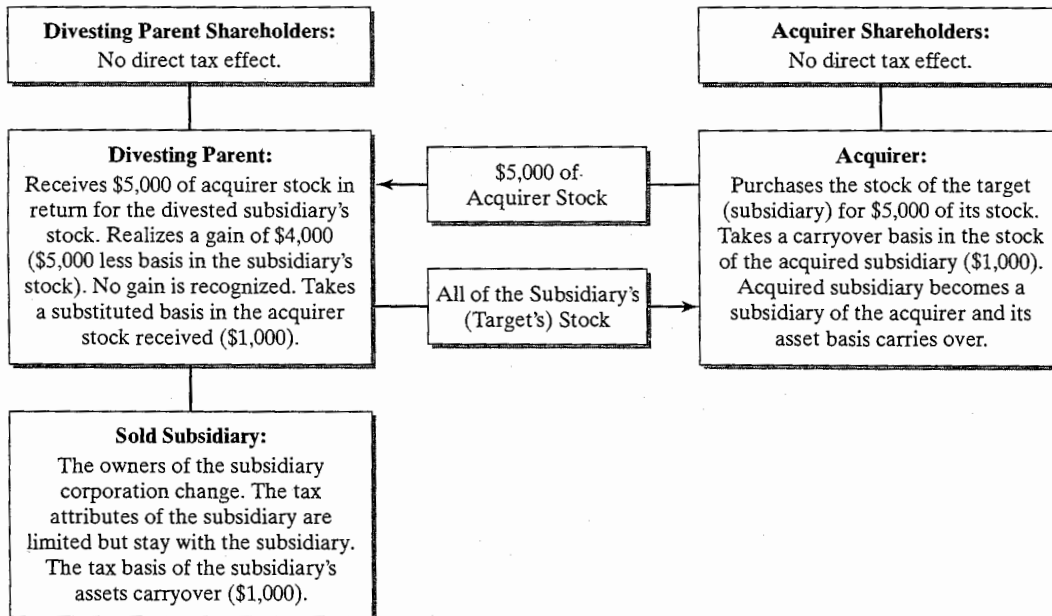 Divesting Parent Shareholders:
No direct tax effect.
Acquirer Shareholders:
No direct tax effect.
Divesting Parent:
Receives $5,000 of acquirer stock in
return for the divested subsidiary's
stock. Realizes a gain of $4,000
($5,000 less basis in the subsidiary's
stock). No gain is recognized. Takes
a substituted basis in the acquirer
stock received ($1,000).
$5,000 of
Acquirer Stock
All of the Subsidiary's
(Target's) Stock
Acquirer:
Purchases the stock of the target
(subsidiary) for $5,000 of its stock.
Takes a carryover basis in the stock
of the acquired subsidiary ($1,000).
Acquired subsidiary becomes a
subsidiary of the acquirer and its
asset basis carries over.
Sold Subsidiary:
The owners of the subsidiary
corporation change. The tax
attributes of the subsidiary are
limited but stay with the subsidiary.
The tax basis of the subsidiary's
assets carryover ($1,000).